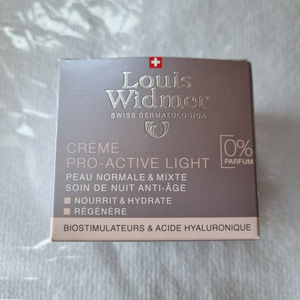 Louis
Widmer
SWISS DERMATOLOGICA
CRÈME
PRO-ACTIVE LIGHT
0%
PARFUM
PEAU NORMALE & MIXTE
SOIN DE NUIT ANTI-ÂGE
NOURRIT & HYDRATE
RÉGÉNÈRE
BIOSTIMULATEURS & ACIDE HYALURONIQUE